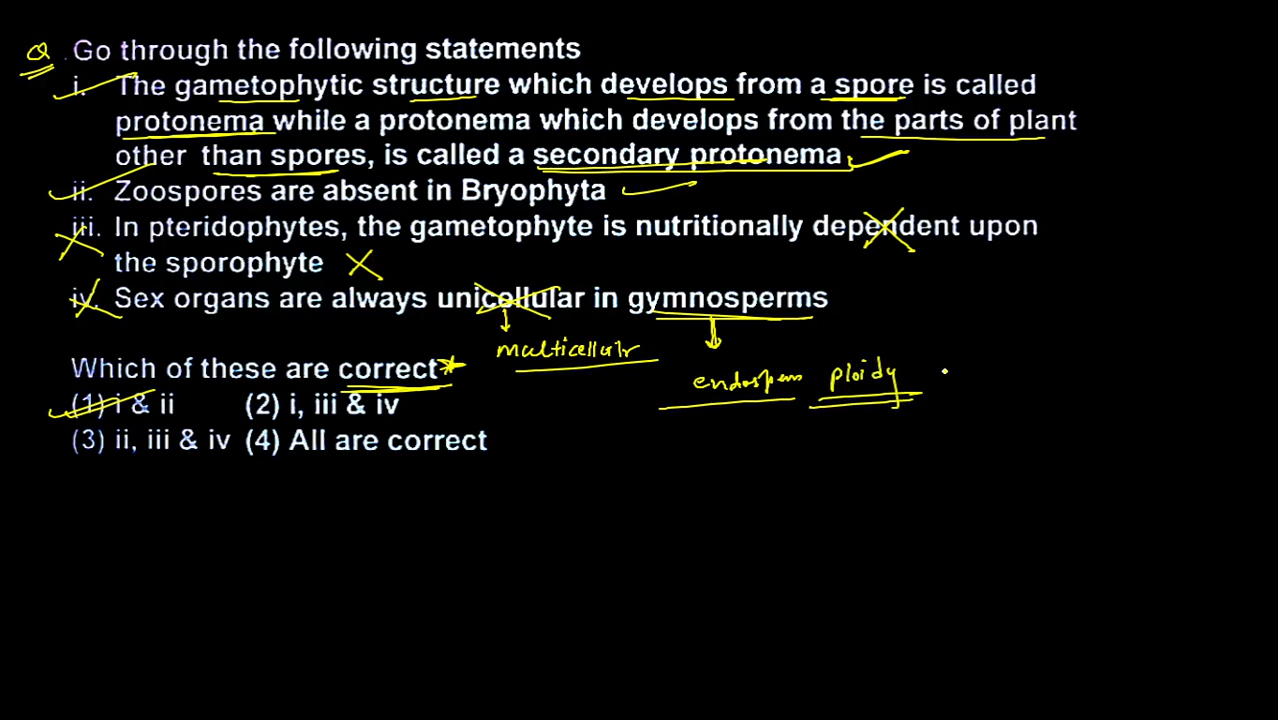 Q Go through the following statements
i. The gametophytic structure which develops from a spore is called
protonema while a protonema which develops from the parts of plant
other than spores, is called a secondary protonema.
ii. Zoospores are absent in Bryophyta
iii. In pteridophytes, the gametophyte is nutritionally dependent upon
the sporophyte
iv. Sex organs are always unicellular in gymnosperms
multicellulr
Which of these are correct
endosperm ploidy
(1) i & ii (2) i, iii & iv
(3) ii, iii & iv (4) All are correct